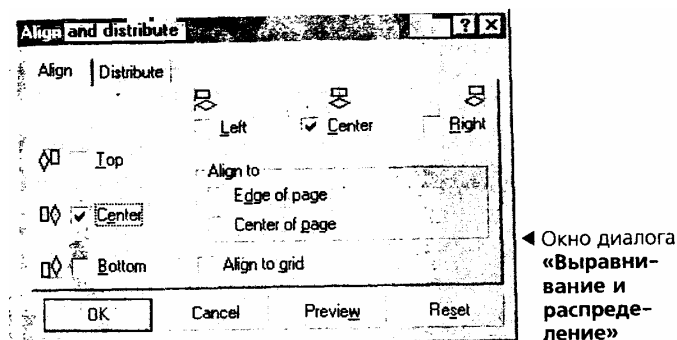 Align and distribute
Align Distribute
Left Center Right
Top
Align to
Edge of page
Center Center of page
Bottom Align to grid
OK Cancel Preview Reset
◄ Окно диалога
«Выравни-
вание и
распреде-
ление»